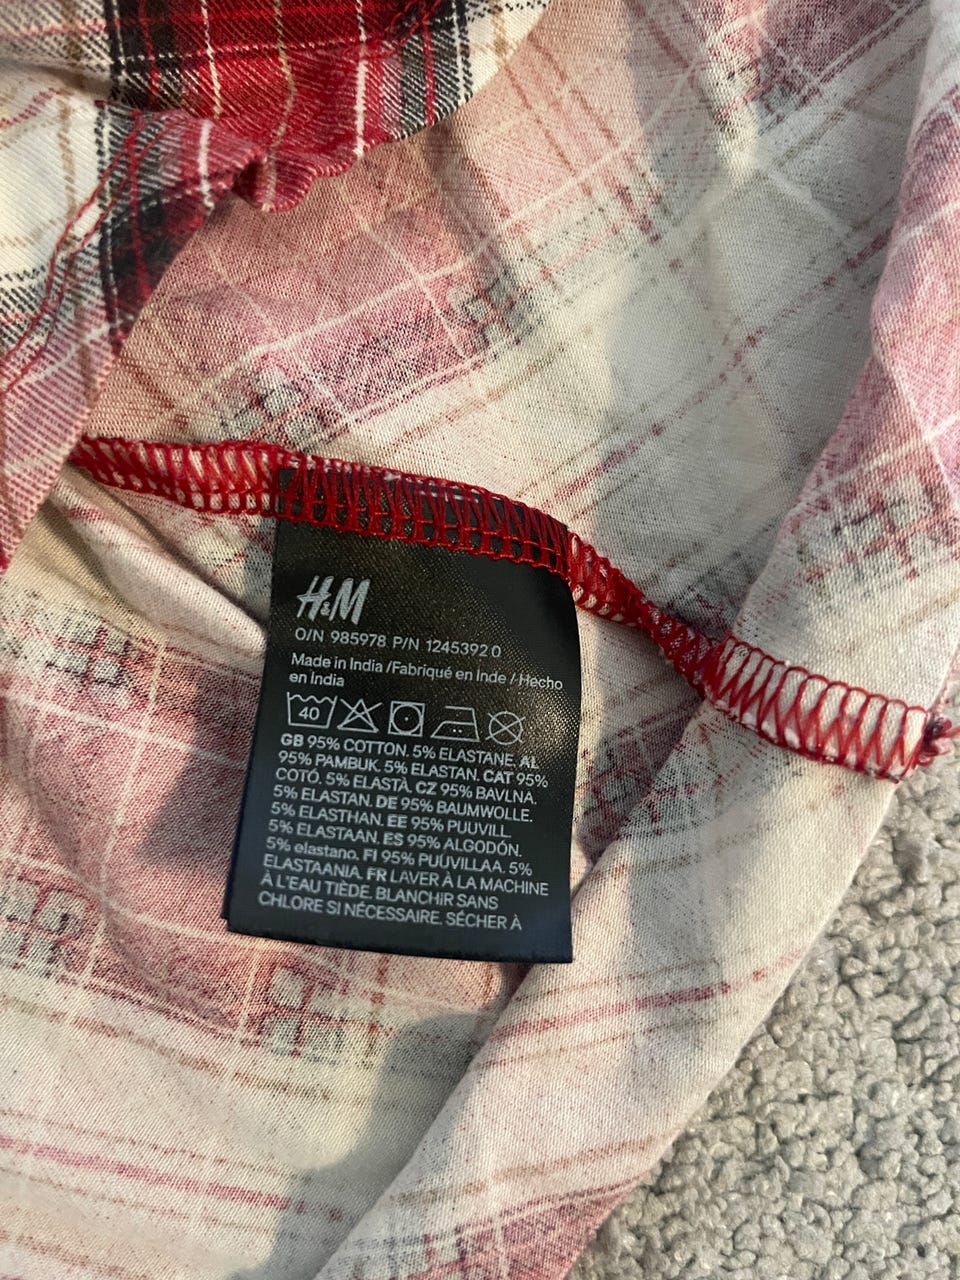 H&M
O/N 985978 P/N 1245392 0
Made in India /Fabriqué en Inde / Hecho
en India
40
GB 95% COTTON. 5% ELASTANE. AL
95% PAMBUK. 5% ELASTAN. CAT 95%
COTÓ. 5% ELASTÀ. CZ 95% BAVLNA.
5% ELASTAN. DE 95% BAUMWOLLE.
5% ELASTHAN. EE 95% PUUVILL.
5% ELASTAAN. ES 95% ALGODÓN.
5% elastano. FI 95% PUUVILLAA. 5%
ELASTAANIA. FR LAVER À LA MACHINE
À L'EAU TIÈDE. BLANCHIR SANS
CHLORE SI NÉCESSAIRE. SÉCHER À